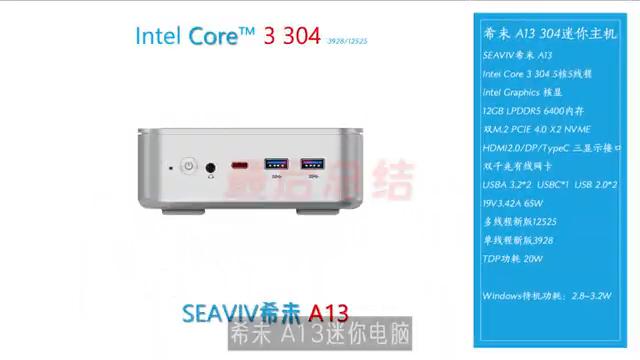 Intel Core™ 3 304 3928/12525
最后总结
SEAVIV希未 A13
希未 A13迷你电脑
希未 A13 304迷你主机
SEAVIV希未 A13
Intel Core 3 304 5核5线程
Intel Graphics 核显
12GB LPDDR5 6400内存
双M.2 PCIE 4.0 X2 NVME
HDMI2.0/DP/TypeC 三显示接口
双千兆有线网卡
USBA 3.2*2 USBC*1 USB 2.0*2
19V3.42A 65W
多线程新版12525
单线程新版3928
TDP功耗 20W
Windows待机功耗：2.8-3.2W